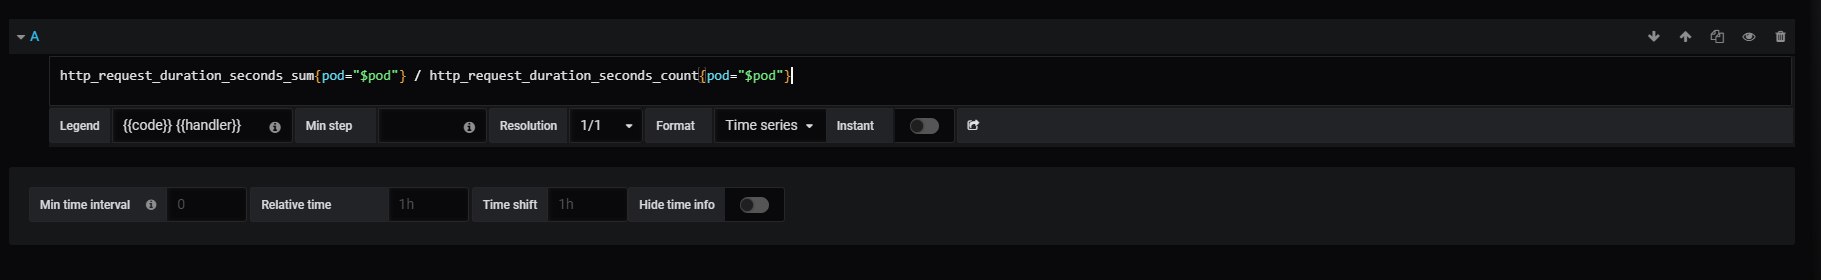 A
http_request_duration_seconds_sum{pod="$pod"} / http_request_duration_seconds_count{pod="$pod"}
Legend {{code}} {{handler}} Min step Resolution 1/1 Format Time series Instant
Min time interval 0 Relative time 1h Time shift 1h Hide time info